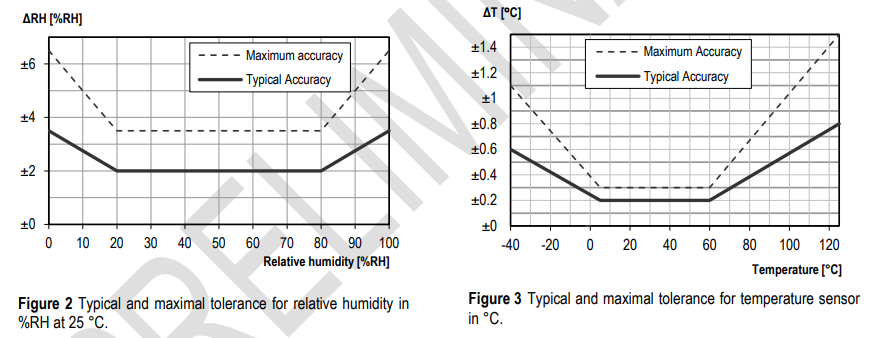 ΔRH [%RH]
±6
±4
±2
±0
Maximum accuracy
Typical Accuracy
0 10 20 30 40 50 60 70 80 90 100
Relative humidity [%RH]
Figure 2 Typical and maximal tolerance for relative humidity in
%RH at 25 °C.
ΔT [°C]
±1.4
±1.2
±1
±0.8
±0.6
±0.4
±0.2
±0
Maximum Accuracy
Typical Accuracy
-40 -20 0 20 40 60 80 100 120
Temperature [°C]
Figure 3 Typical and maximal tolerance for temperature sensor
in °C.
RELIMINA